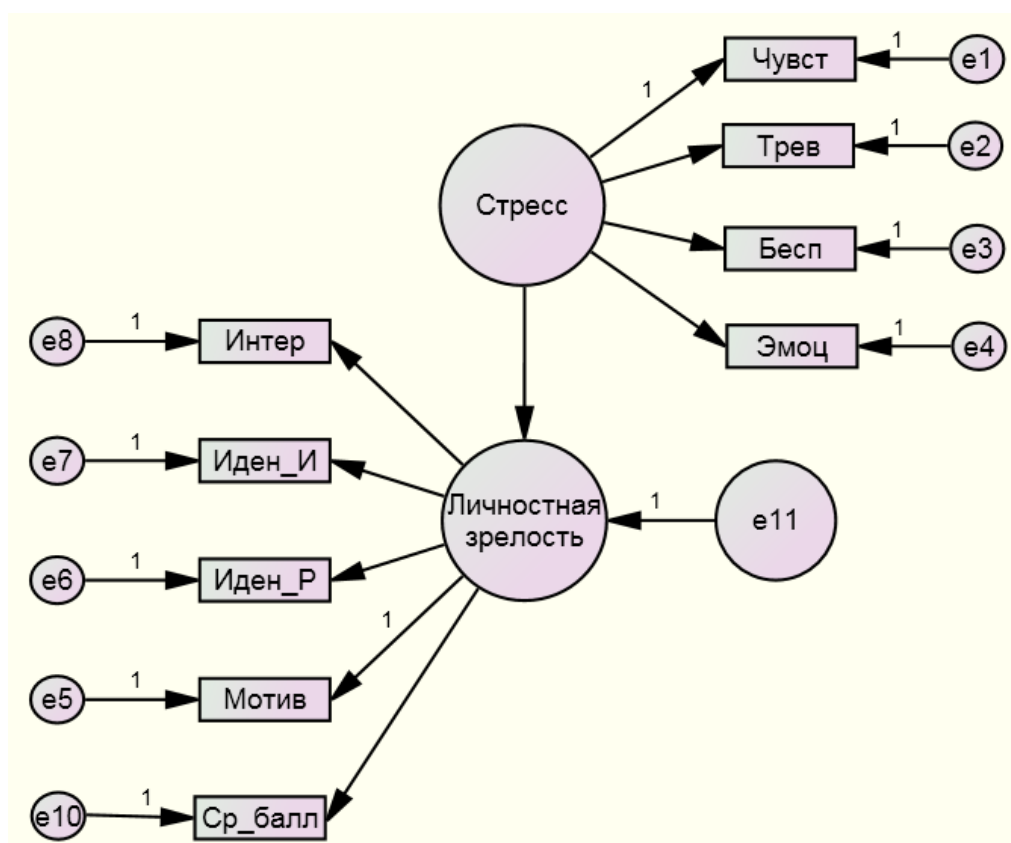 1
Чувст
e1
1
1
Трев
e2
Стресс
1
Бесп
e3
1
Эмоц
e4
e8
1
Интер
e7
1
Иден_И
Личностная
зрелость
1
e11
e6
1
Иден_Р
1
e5
1
Мотив
e10
1
Ср_балл